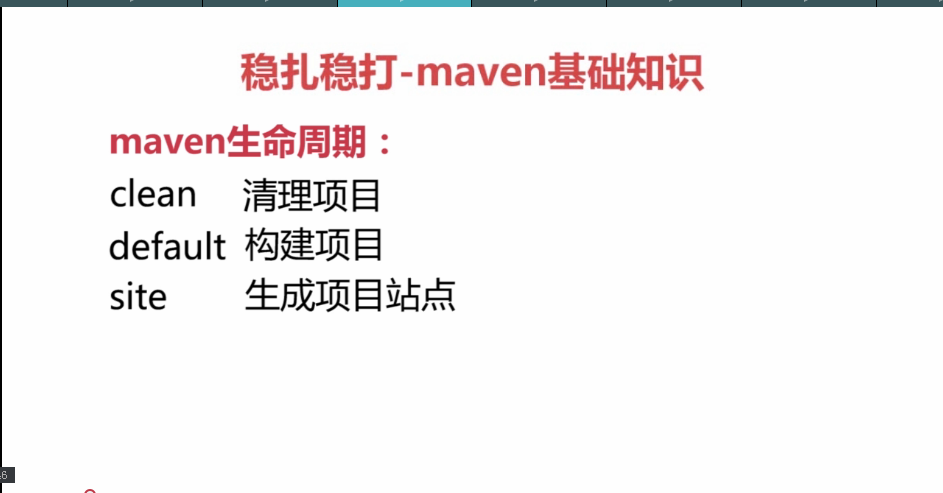 稳扎稳打-maven基础知识
maven生命周期：
clean 清理项目
default 构建项目
site 生成项目站点